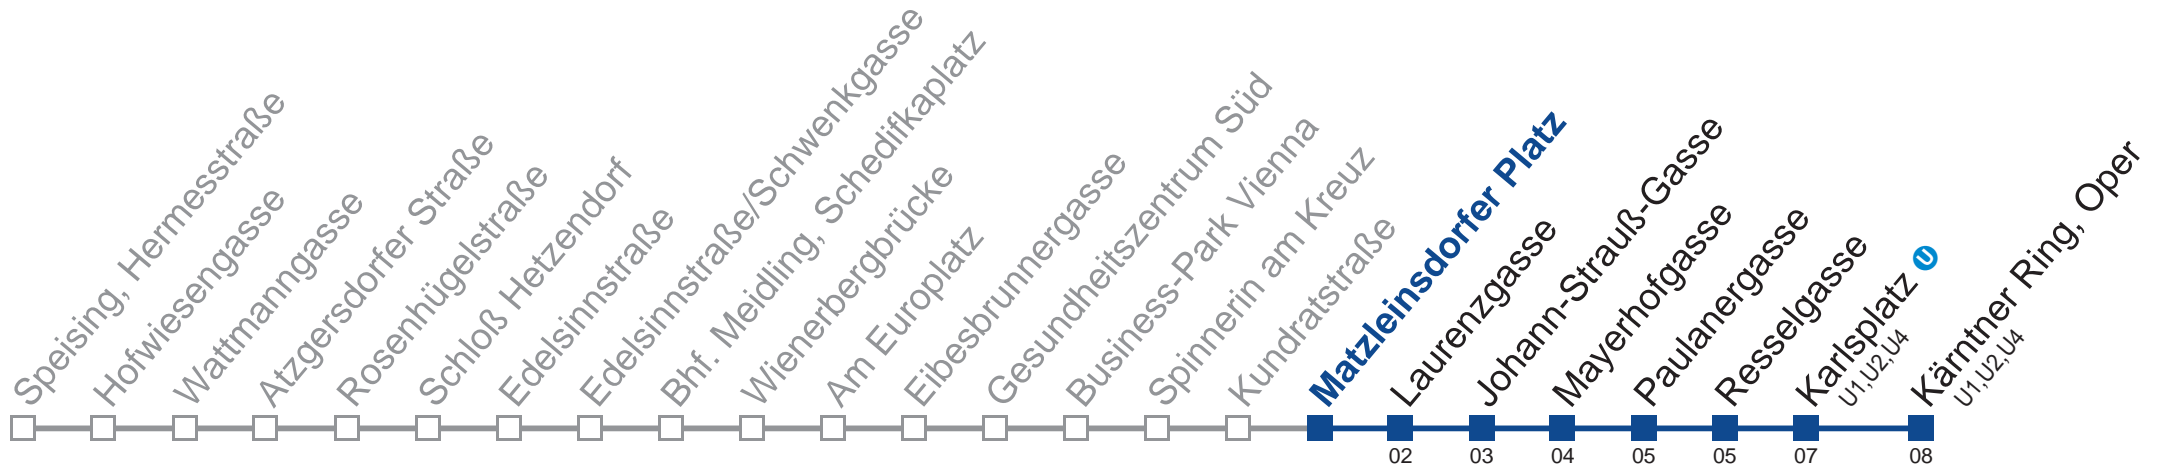 Speising, Hermesstraße
Hofwiesengasse
Wattmanngasse
Atzgersdorfer Straße
Rosenhügelstraße
Schloß Hetzendorf
Edelsinnstraße
Edelsinnstraße/Schwenkgasse
Bhf. Meidling, Schedifkaplatz
Wienerbergbrücke
Am Europlatz
Eibesbrunnergasse
Gesundheitszentrum Süd
Business-Park Vienna
Spinnerin am Kreuz
Kundratstraße
Matzleinsdorfer Platz
Laurenzgasse
Johann-Strauß-Gasse
Mayerhofgasse
Paulanergasse
Resselgasse
Karlsplatz U
U1,U2,U4
Kärntner Ring, Oper
U1,U2,U4
02 03 04 05 05 07 08